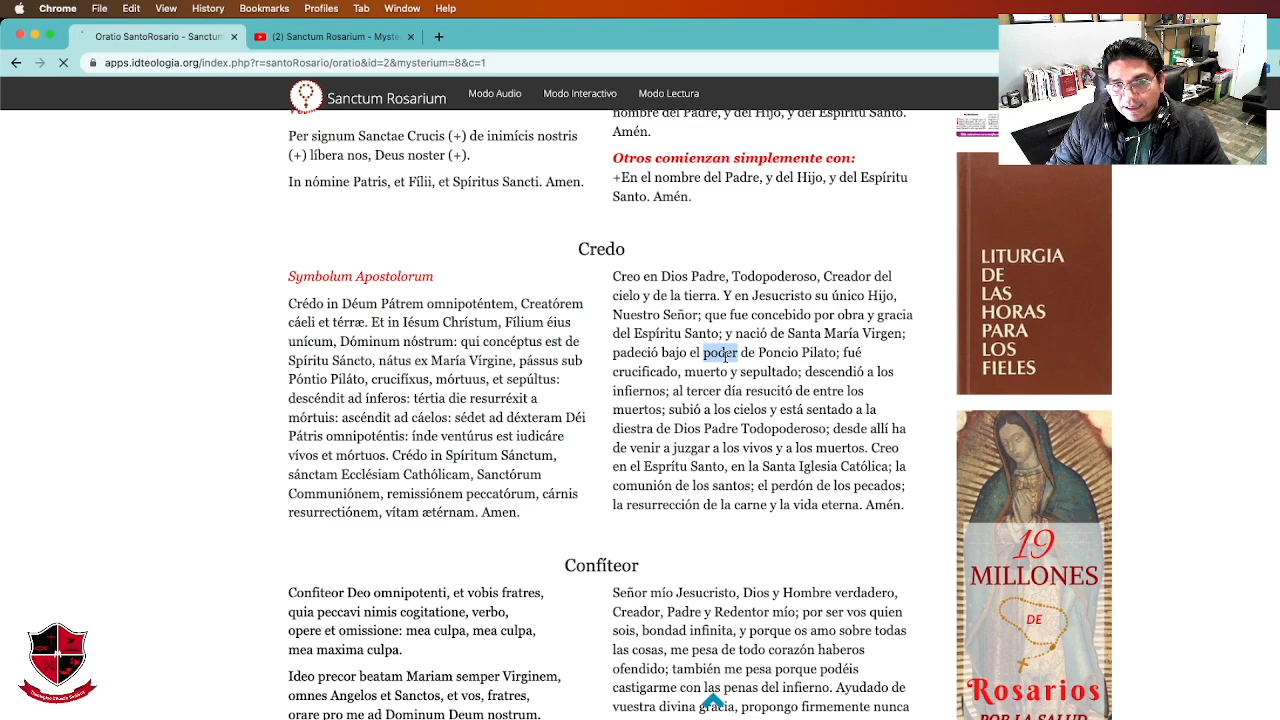 Chrome File Edit View History Bookmarks Profiles Tab Window Help
Oratio SantoRosario - Sanctum
(2) Sanctum Rosarium - Myste
apps.idteologia.org/index.php?r=santoRosario/oratio&id=2&mysterium=8&c=1
Sanctum Rosarium
Modo Audio
Modo Interactivo
Modo Lectura
r signum Sanctae Crucis (+) de inimícis nostris
(+) líbera nos, Deus noster (+).
In nómine Patris, et Fílii, et Spíritus Sancti. Amen.
nombre del Padre, y del Hijo, y del Espíritu Santo.
Amén.
Otros comienzan simplemente con:
+En el nombre del Padre, y del Hijo, y del Espíritu
Santo. Amén.
Credo
Symbolum Apostolorum
Crédo in Déum Pátrem omnipoténtem, Creatórem
cáeli et térræ. Et in Iésum Chrístum, Fílium éius
unícum, Dóminum nóstrum: qui concéptus est de
Spíritu Sáncto, nátus ex María Vírgine, pássus sub
Póntio Piláto, crucifíxus, mórtuus, et sepúltus:
descéndit ad ínferos: tértia die resurréxit a
mórtuis: ascéndit ad cáelos: sédet ad déxteram Déi
Pátris omnipoténtis: índe ventúrus est iudicáre
vívos et mórtuos. Crédo in Spíritum Sánctum,
sánctam Ecclésiam Cathólicam, Sanctórum
Communiónem, remissiónem peccatórum, cárnis
resurrectiónem, vítam ætérnam. Amen.
Creo en Dios Padre, Todopoderoso, Creador del
cielo y de la tierra. Y en Jesucristo su único Hijo,
Nuestro Señor; que fue concebido por obra y gracia
del Espíritu Santo; y nació de Santa María Virgen;
padeció bajo el poder de Poncio Pilato; fué
crucificado, muerto y sepultado; descendió a los
infiernos; al tercer día resucitó de entre los
muertos; subió a los cielos y está sentado a la
diestra de Dios Padre Todopoderoso; desde allí ha
de venir a juzgar a los vivos y a los muertos. Creo
en el Esprítu Santo, en la Santa Iglesia Católica; la
comunión de los santos; el perdón de los pecados;
la resurrección de la carne y la vida eterna. Amén.
Confíteor
Confiteor Deo omnipotenti, et vobis fratres,
quia peccavi nimis cogitatione, verbo,
opere et omissione: mea culpa, mea culpa,
mea maxima culpa.
Ideo precor beatam Mariam semper Virginem,
omnes Angelos et Sanctos, et vos, fratres,
orare pro me ad Dominum Deum nostrum.
Señor mío Jesucristo, Dios y Hombre verdadero,
Creador, Padre y Redentor mío; por ser vos quien
sois, bondad infinita, y porque os amo sobre todas
las cosas, me pesa de todo corazón haberos
ofendido; también me pesa porque podéis
castigarme con las penas del infierno. Ayudado de
vuestra divina gracia, propongo firmemente nunca
LITURGIA
DE
LAS
HORAS
PARA
LOS
FIELES
19
MILLONES
DE
Rosarios
POR LA SALUD